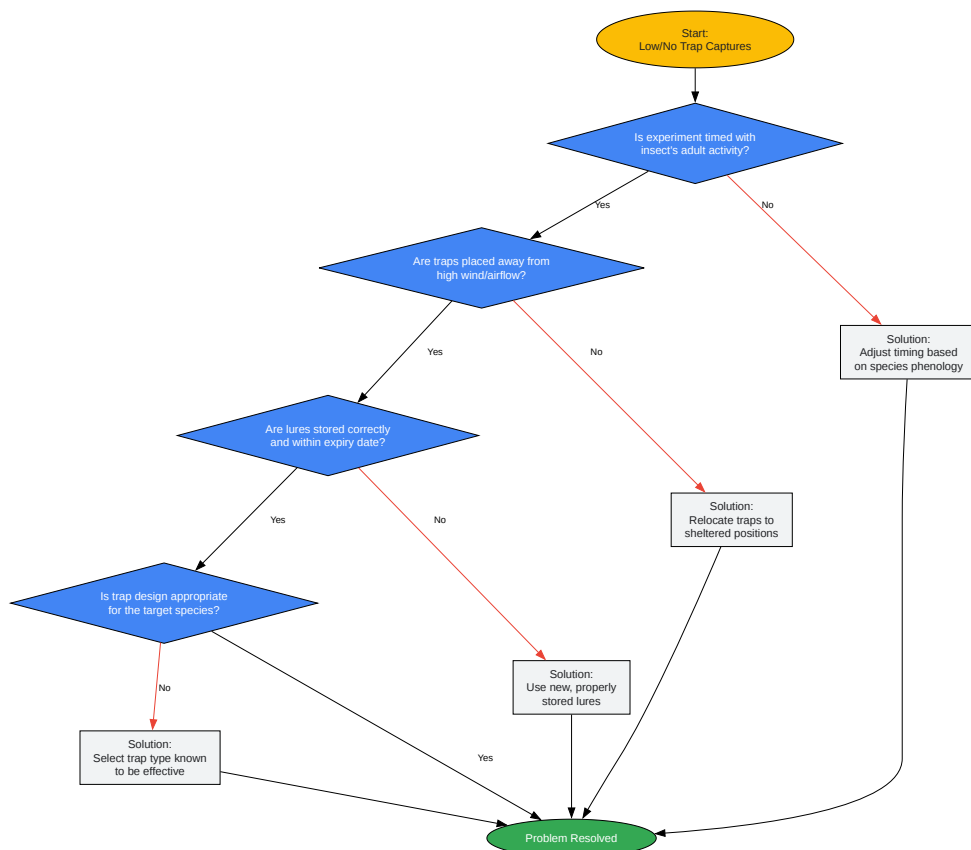 Start:
Low/No Trap Captures
Is experiment timed with
insect's adult activity?
Yes
No
Are traps placed away from
high wind/airflow?
Solution:
Adjust timing based
on species phenology
Yes
No
Are lures stored correctly
and within expiry date?
Solution:
Relocate traps to
sheltered positions
Yes
No
Is trap design appropriate
for the target species?
Solution:
Use new, properly
stored lures
No
Yes
Solution:
Select trap type known
to be effective
Problem Resolved